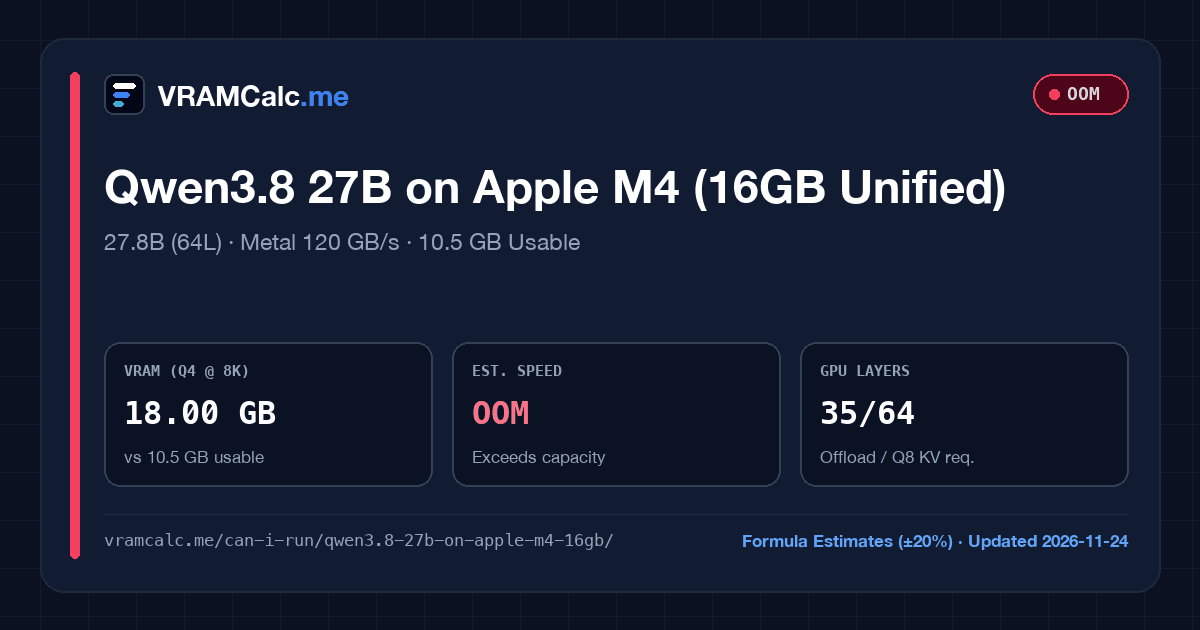 VRAMCalc.me
OOM
Qwen3.8 27B on Apple M4 (16GB Unified)
27.8B (64L) · Metal 120 GB/s · 10.5 GB Usable
VRAM (Q4 @ 8K)
18.00 GB
vs 10.5 GB usable
EST. SPEED
OOM
Exceeds capacity
GPU LAYERS
35/64
Offload / Q8 KV req.
vramcalc.me/can-i-run/qwen3.8-27b-on-apple-m4-16gb/
Formula Estimates (±20%) · Updated 2026-11-24